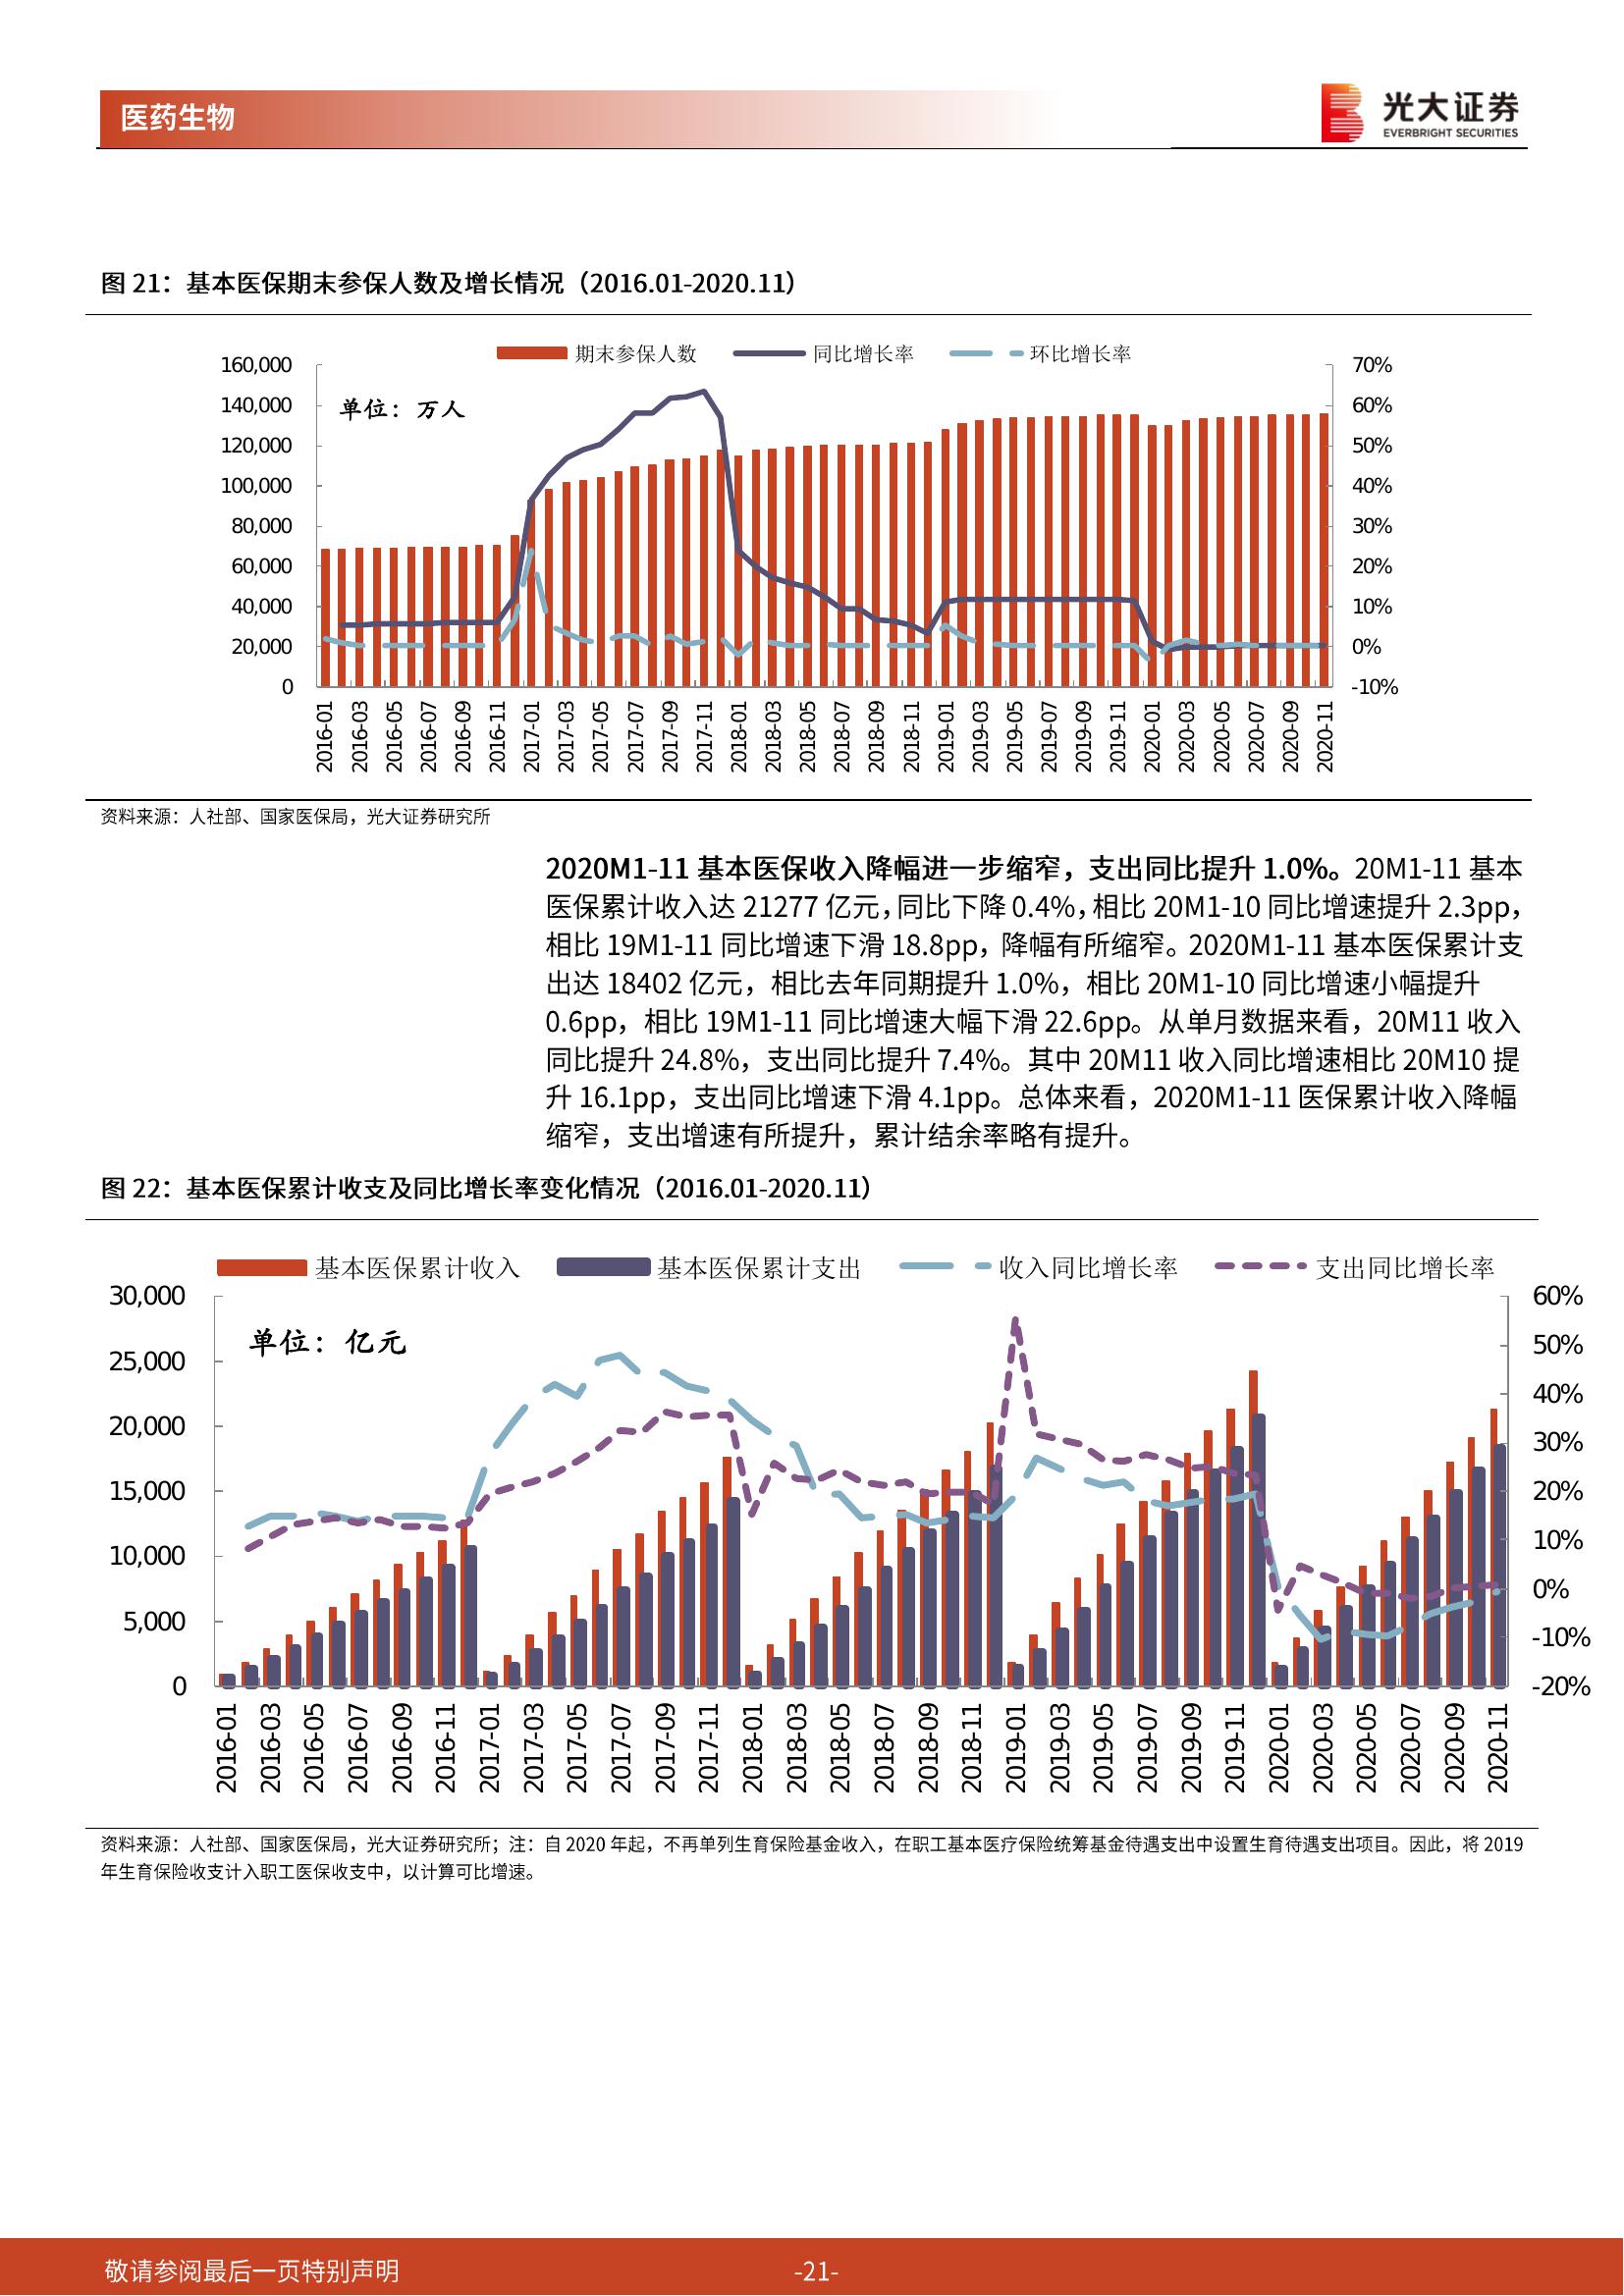 医药生物
光大证券
EVERBRIGHT SECURITIES
图 21：基本医保期末参保人数及增长情况（2016.01-2020.11）
期末参保人数 同比增长率 环比增长率
单位：万人
160,000
140,000
120,000
100,000
80,000
60,000
40,000
20,000
0
70%
60%
50%
40%
30%
20%
10%
0%
-10%
2016-01 2016-03 2016-05 2016-07 2016-09 2016-11 2017-01 2017-03 2017-05 2017-07 2017-09 2017-11 2018-01 2018-03 2018-05 2018-07 2018-09 2018-11 2019-01 2019-03 2019-05 2019-07 2019-09 2019-11 2020-01 2020-03 2020-05 2020-07 2020-09 2020-11
资料来源：人社部、国家医保局，光大证券研究所
2020M1-11 基本医保收入降幅进一步缩窄，支出同比提升 1.0%。20M1-11 基本
医保累计收入达 21277 亿元，同比下降 0.4%，相比 20M1-10 同比增速提升 2.3pp，
相比 19M1-11 同比增速下滑 18.8pp，降幅有所缩窄。2020M1-11 基本医保累计支
出达 18402 亿元，相比去年同期提升 1.0%，相比 20M1-10 同比增速小幅提升
0.6pp，相比 19M1-11 同比增速大幅下滑 22.6pp。从单月数据来看，20M11 收入
同比提升 24.8%，支出同比提升 7.4%。其中 20M11 收入同比增速相比 20M10 提
升 16.1pp，支出同比增速下滑 4.1pp。总体来看，2020M1-11 医保累计收入降幅
缩窄，支出增速有所提升，累计结余率略有提升。
图 22：基本医保累计收支及同比增长率变化情况（2016.01-2020.11）
基本医保累计收入 基本医保累计支出 收入同比增长率 支出同比增长率
单位：亿元
30,000
25,000
20,000
15,000
10,000
5,000
0
60%
50%
40%
30%
20%
10%
0%
-10%
-20%
2016-01 2016-03 2016-05 2016-07 2016-09 2016-11 2017-01 2017-03 2017-05 2017-07 2017-09 2017-11 2018-01 2018-03 2018-05 2018-07 2018-09 2018-11 2019-01 2019-03 2019-05 2019-07 2019-09 2019-11 2020-01 2020-03 2020-05 2020-07 2020-09 2020-11
资料来源：人社部、国家医保局，光大证券研究所；注：自 2020 年起，不再单列生育保险基金收入，在职工基本医疗保险统筹基金待遇支出中设置生育待遇支出项目。因此，将 2019
年生育保险收支计入职工医保收支中，以计算可比增速。
敬请参阅最后一页特别声明
-21-